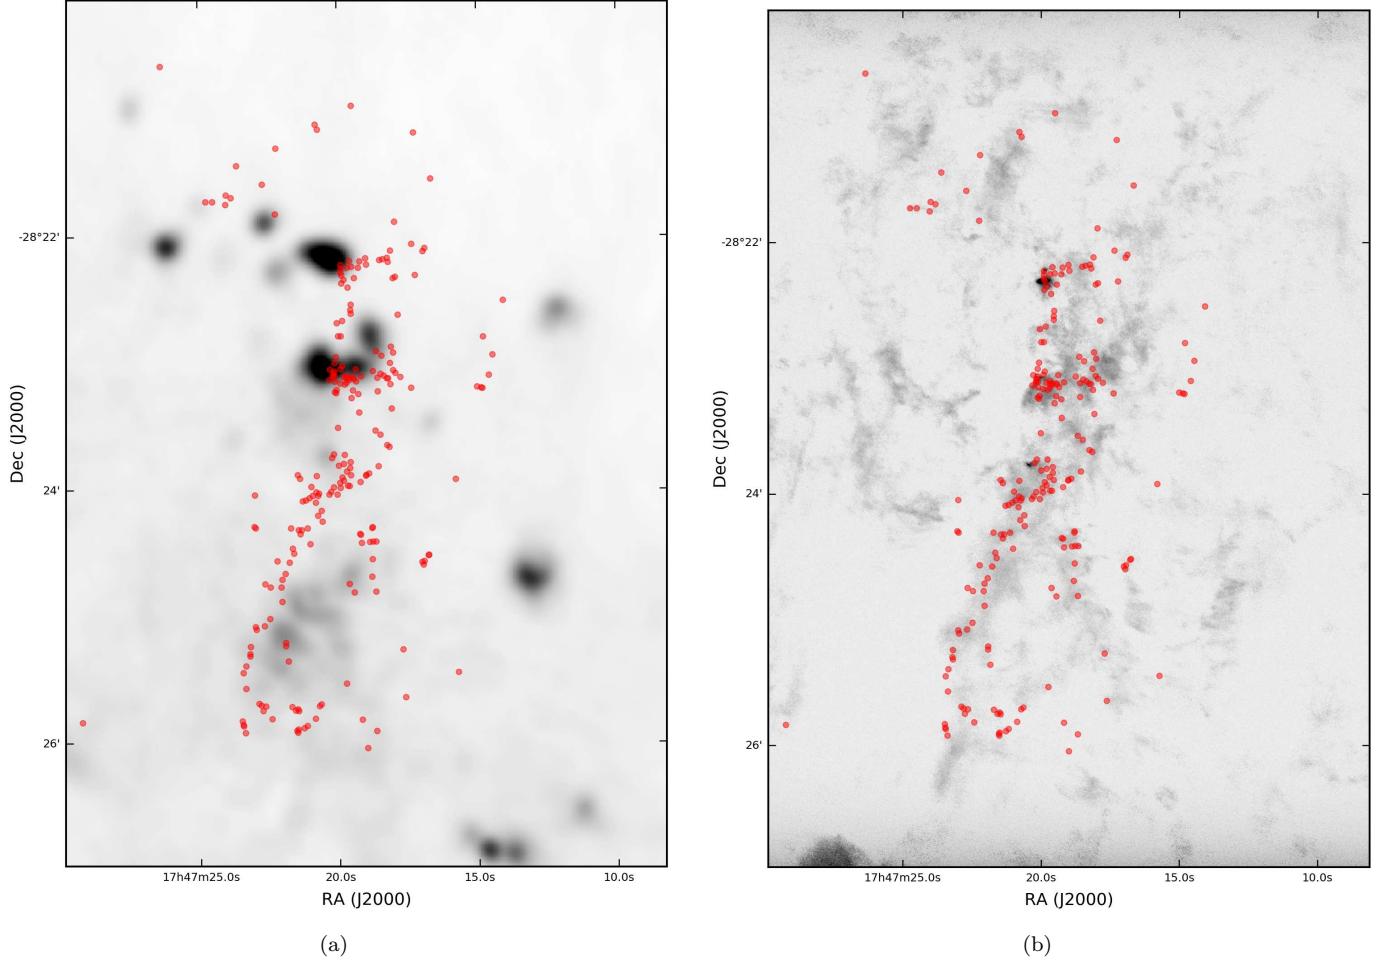 -28°22'
24'
26'
Dec (J2000)
17h47m25.0s 20.0s 15.0s 10.0s
RA (J2000)
(a)
-28°22'
24'
26'
Dec (J2000)
17h47m25.0s 20.0s 15.0s 10.0s
RA (J2000)
(b)